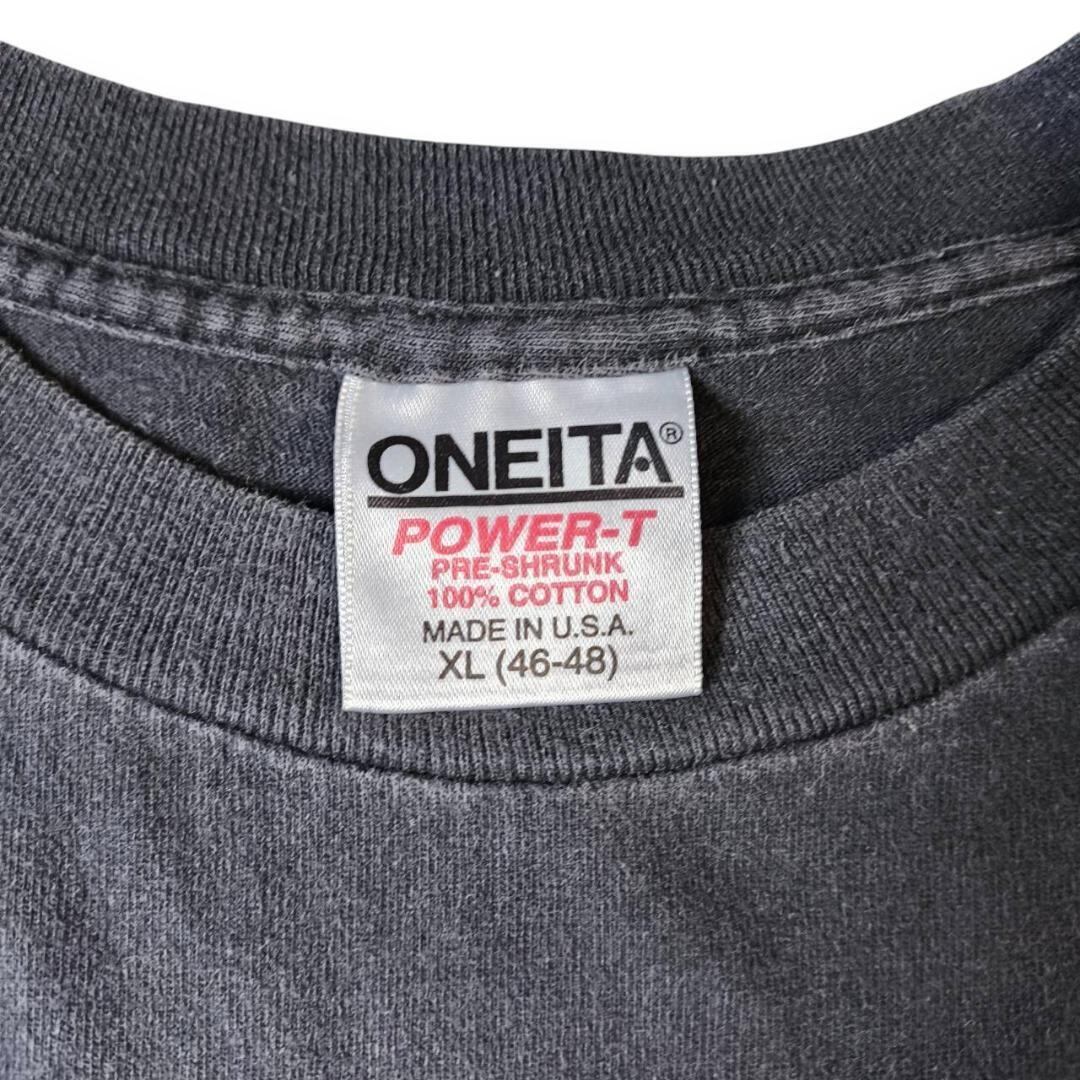 ONEITA®
POWER-T
PRE-SHRUNK
100% COTTON
MADE IN U.S.A.
XL (46-48)